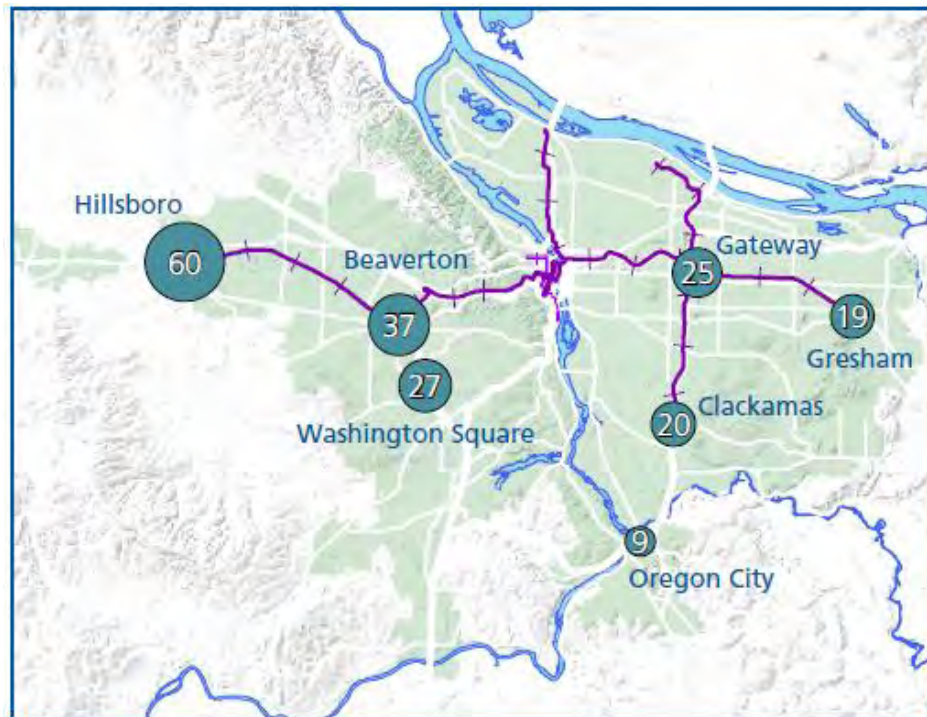 Hillsboro
60
Beaverton
37
27
Washington Square
Gateway
25
19
Gresham
Clackamas
20
9
Oregon City